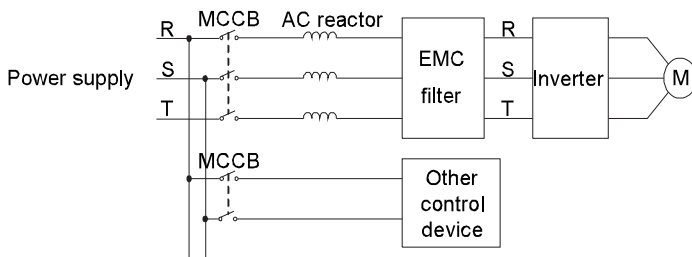 MCCB AC reactor
R R
Power supply S EMC filter S Inverter M
T T
MCCB
Other
control
device